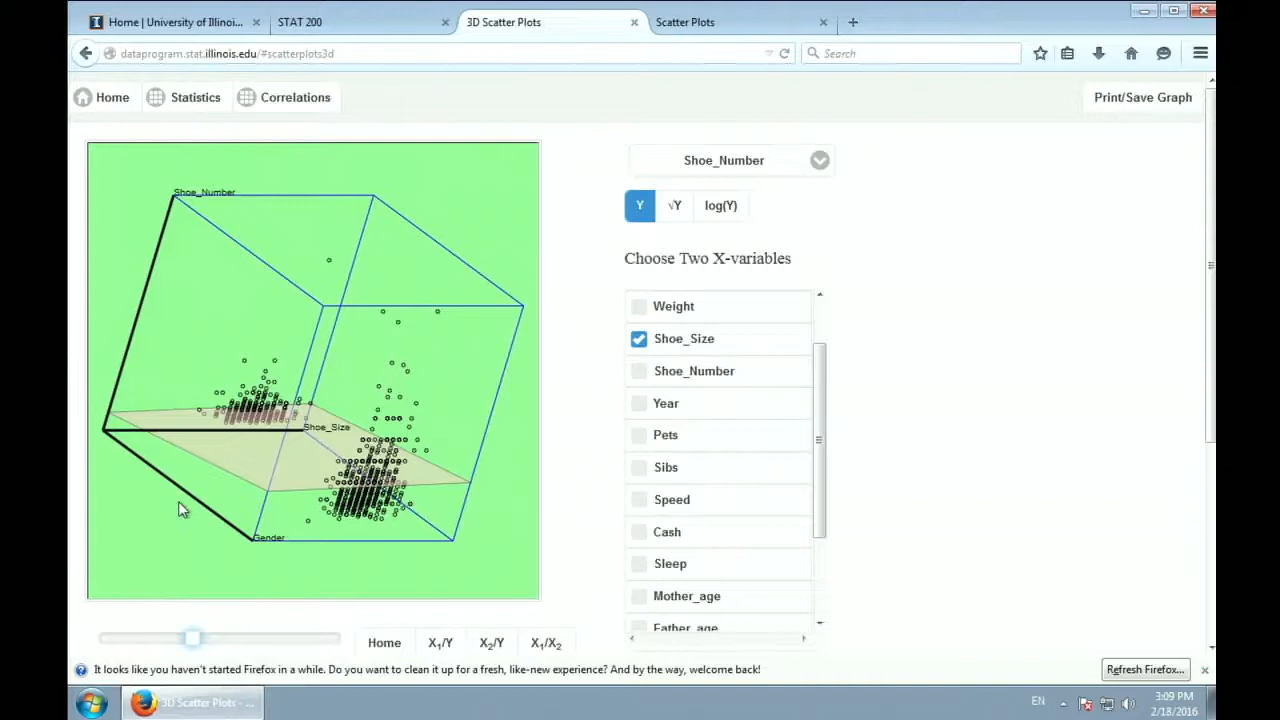 Home | University of Illinoi...
STAT 200
3D Scatter Plots
Scatter Plots
dataprogram.stat.illinois.edu/#scatterplots3d
Search
Home
Statistics
Correlations
Print/Save Graph
Shoe_Number
Shoe_Size
Gender
Shoe_Number
Y
√Y
log(Y)
Choose Two X-variables
Weight
Shoe_Size
Shoe_Number
Year
Pets
Sibs
Speed
Cash
Sleep
Mother_age
Father_age
Home
X₁/Y
X₂/Y
X₁/X₂
It looks like you haven't started Firefox in a while. Do you want to clean it up for a fresh, like-new experience? And by the way, welcome back!
Refresh Firefox...
3D Scatter Plots - ...
EN
3:09 PM
2/18/2016